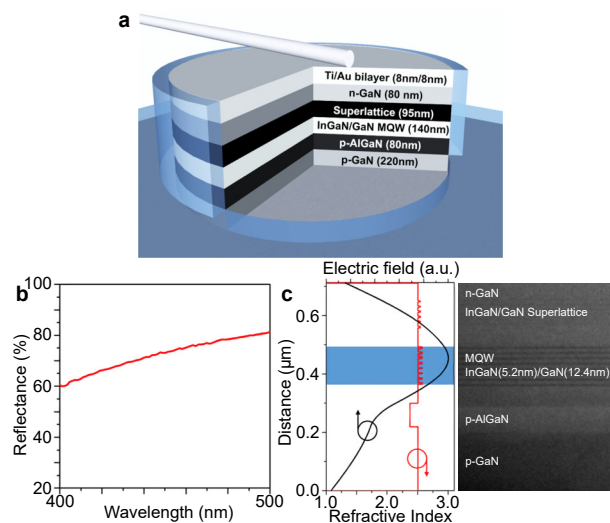 a
Ti/Au bilayer (8nm/8nm)
n-GaN (80 nm)
Superlattice (95nm)
InGaN/GaN MQW (140nm)
p-AlGaN (80nm)
p-GaN (220nm)
b
100
80
60
40
20
400
500
Reflectance (%)
Wavelength (nm)
c
Electric field (a.u.)
0.6
0.4
0.2
0.0
1.0
2.0
3.0
Distance (μm)
Refractive Index
n-GaN
InGaN/GaN Superlattice
MQW
InGaN(5.2nm)/GaN(12.4nm)
p-AlGaN
p-GaN